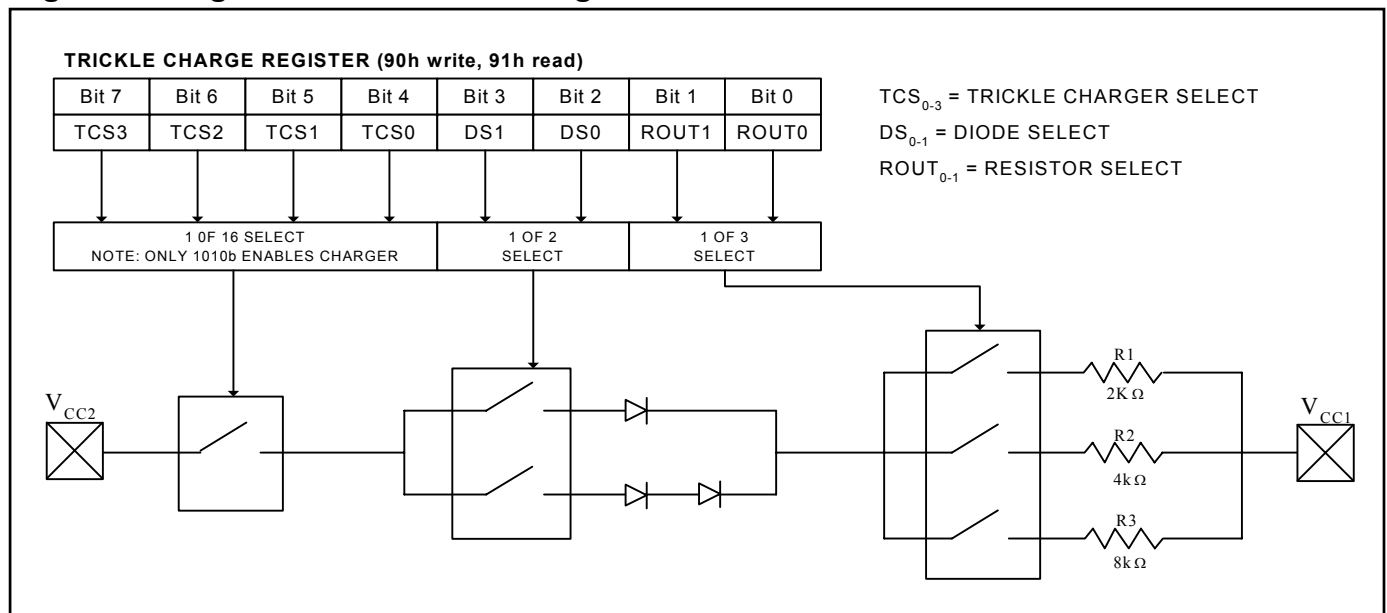 TRICKLE CHARGE REGISTER (90h write, 91h read)
Bit 7 Bit 6 Bit 5 Bit 4 Bit 3 Bit 2 Bit 1 Bit 0
TCS3 TCS2 TCS1 TCS0 DS1 DS0 ROUT1 ROUT0
TCS0-3 = TRICKLE CHARGER SELECT
DS0-1 = DIODE SELECT
ROUT0-1 = RESISTOR SELECT
1 0F 16 SELECT
NOTE: ONLY 1010b ENABLES CHARGER
1 OF 2
SELECT
1 OF 3
SELECT
VCC2
R1
2K Ω
R2
4k Ω
R3
8k Ω
VCC1